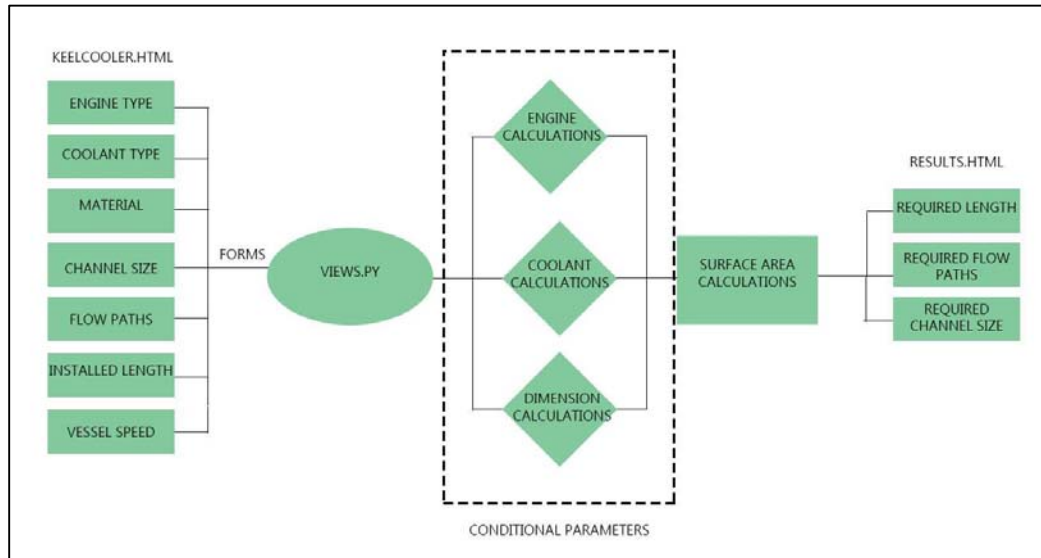 KEELCOOLER.HTML
ENGINE TYPE
COOLANT TYPE
MATERIAL
CHANNEL SIZE
FLOW PATHS
INSTALLED LENGTH
VESSEL SPEED
FORMS
VIEWS.PY
ENGINE
CALCULATIONS
COOLANT
CALCULATIONS
DIMENSION
CALCULATIONS
CONDITIONAL PARAMETERS
SURFACE AREA
CALCULATIONS
RESULTS.HTML
REQUIRED LENGTH
REQUIRED FLOW
PATHS
REQUIRED
CHANNEL SIZE